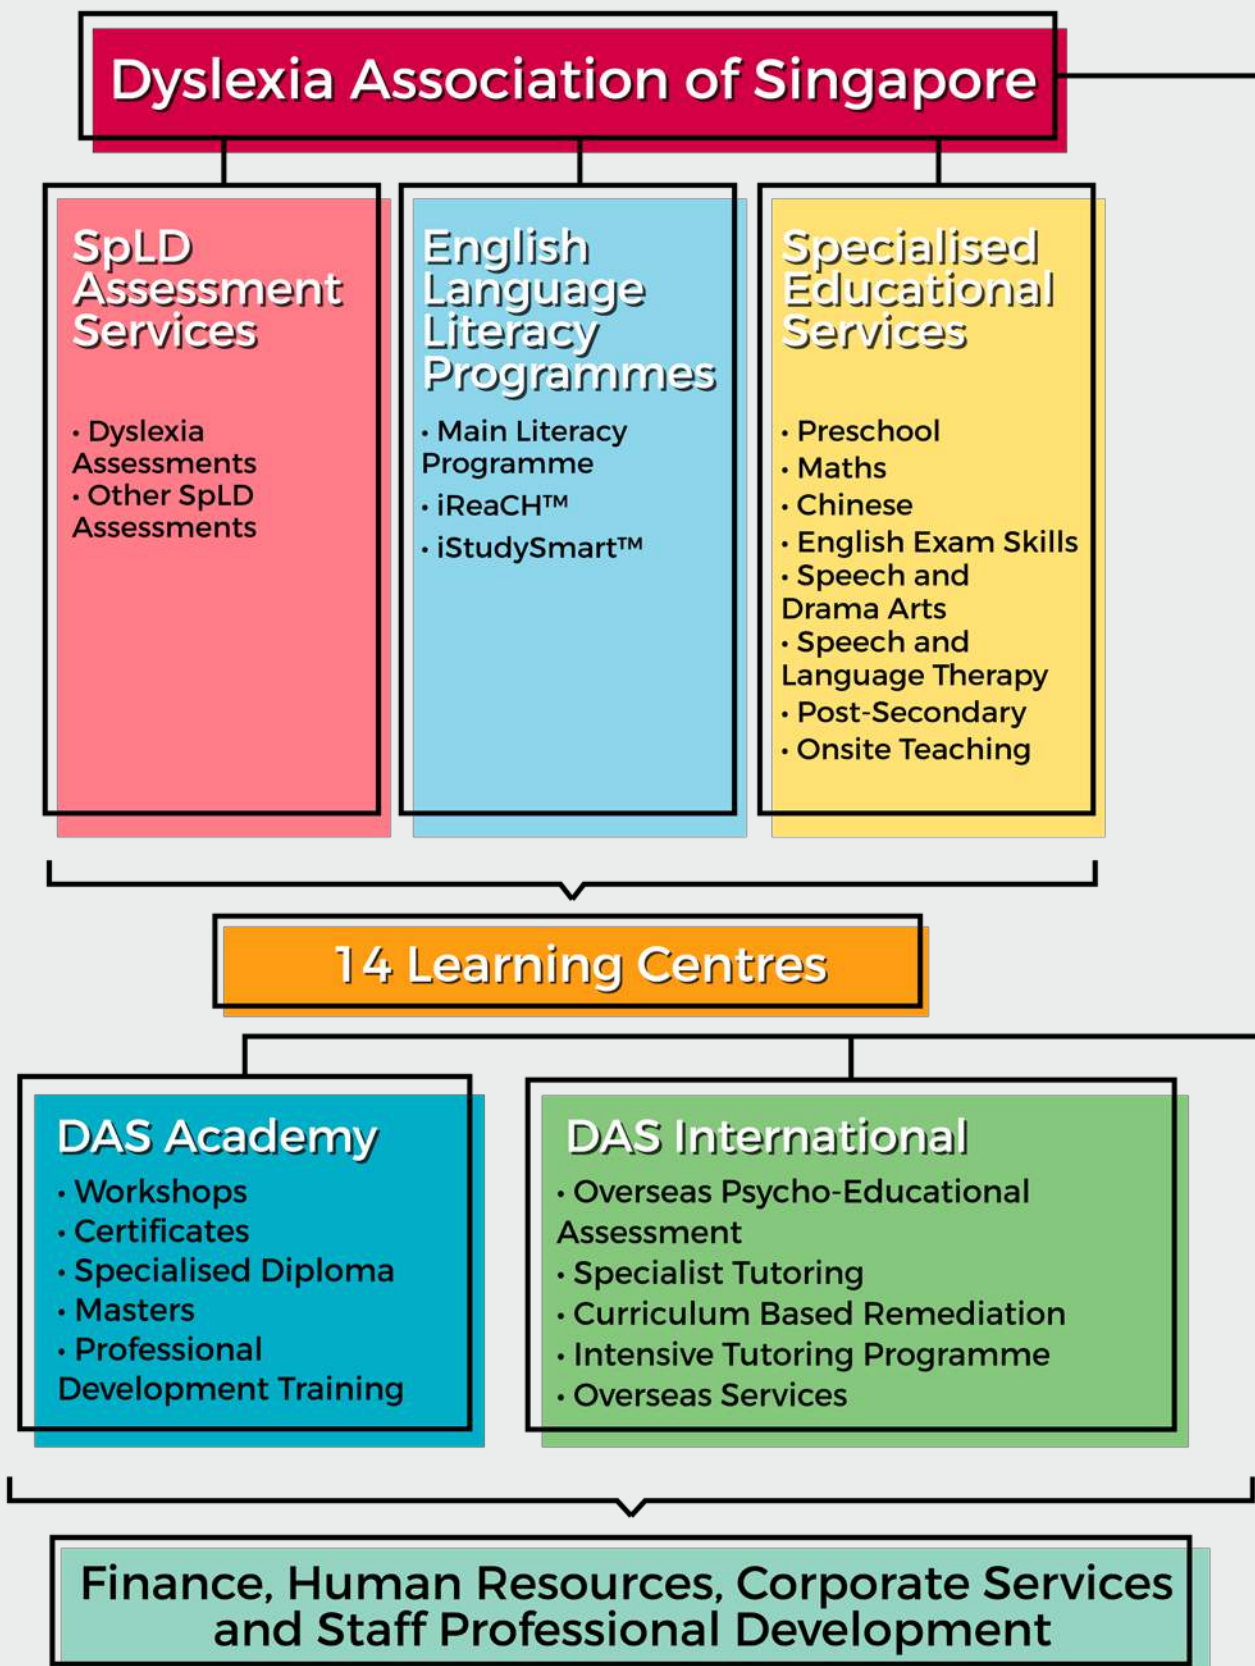 Dyslexia Association of Singapore
SpLD
Assessment
Services
· Dyslexia
Assessments
· Other SpLD
Assessments
English
Language
Literacy
Programmes
· Main Literacy
Programme
· iReaCH™
· iStudySmart™
Specialised
Educational
Services
· Preschool
· Maths
· Chinese
· English Exam Skills
· Speech and
Drama Arts
· Speech and
Language Therapy
· Post-Secondary
· Onsite Teaching
14 Learning Centres
DAS Academy
· Workshops
· Certificates
· Specialised Diploma
· Masters
· Professional
Development Training
DAS International
· Overseas Psycho-Educational
Assessment
· Specialist Tutoring
· Curriculum Based Remediation
· Intensive Tutoring Programme
· Overseas Services
Finance, Human Resources, Corporate Services
and Staff Professional Development